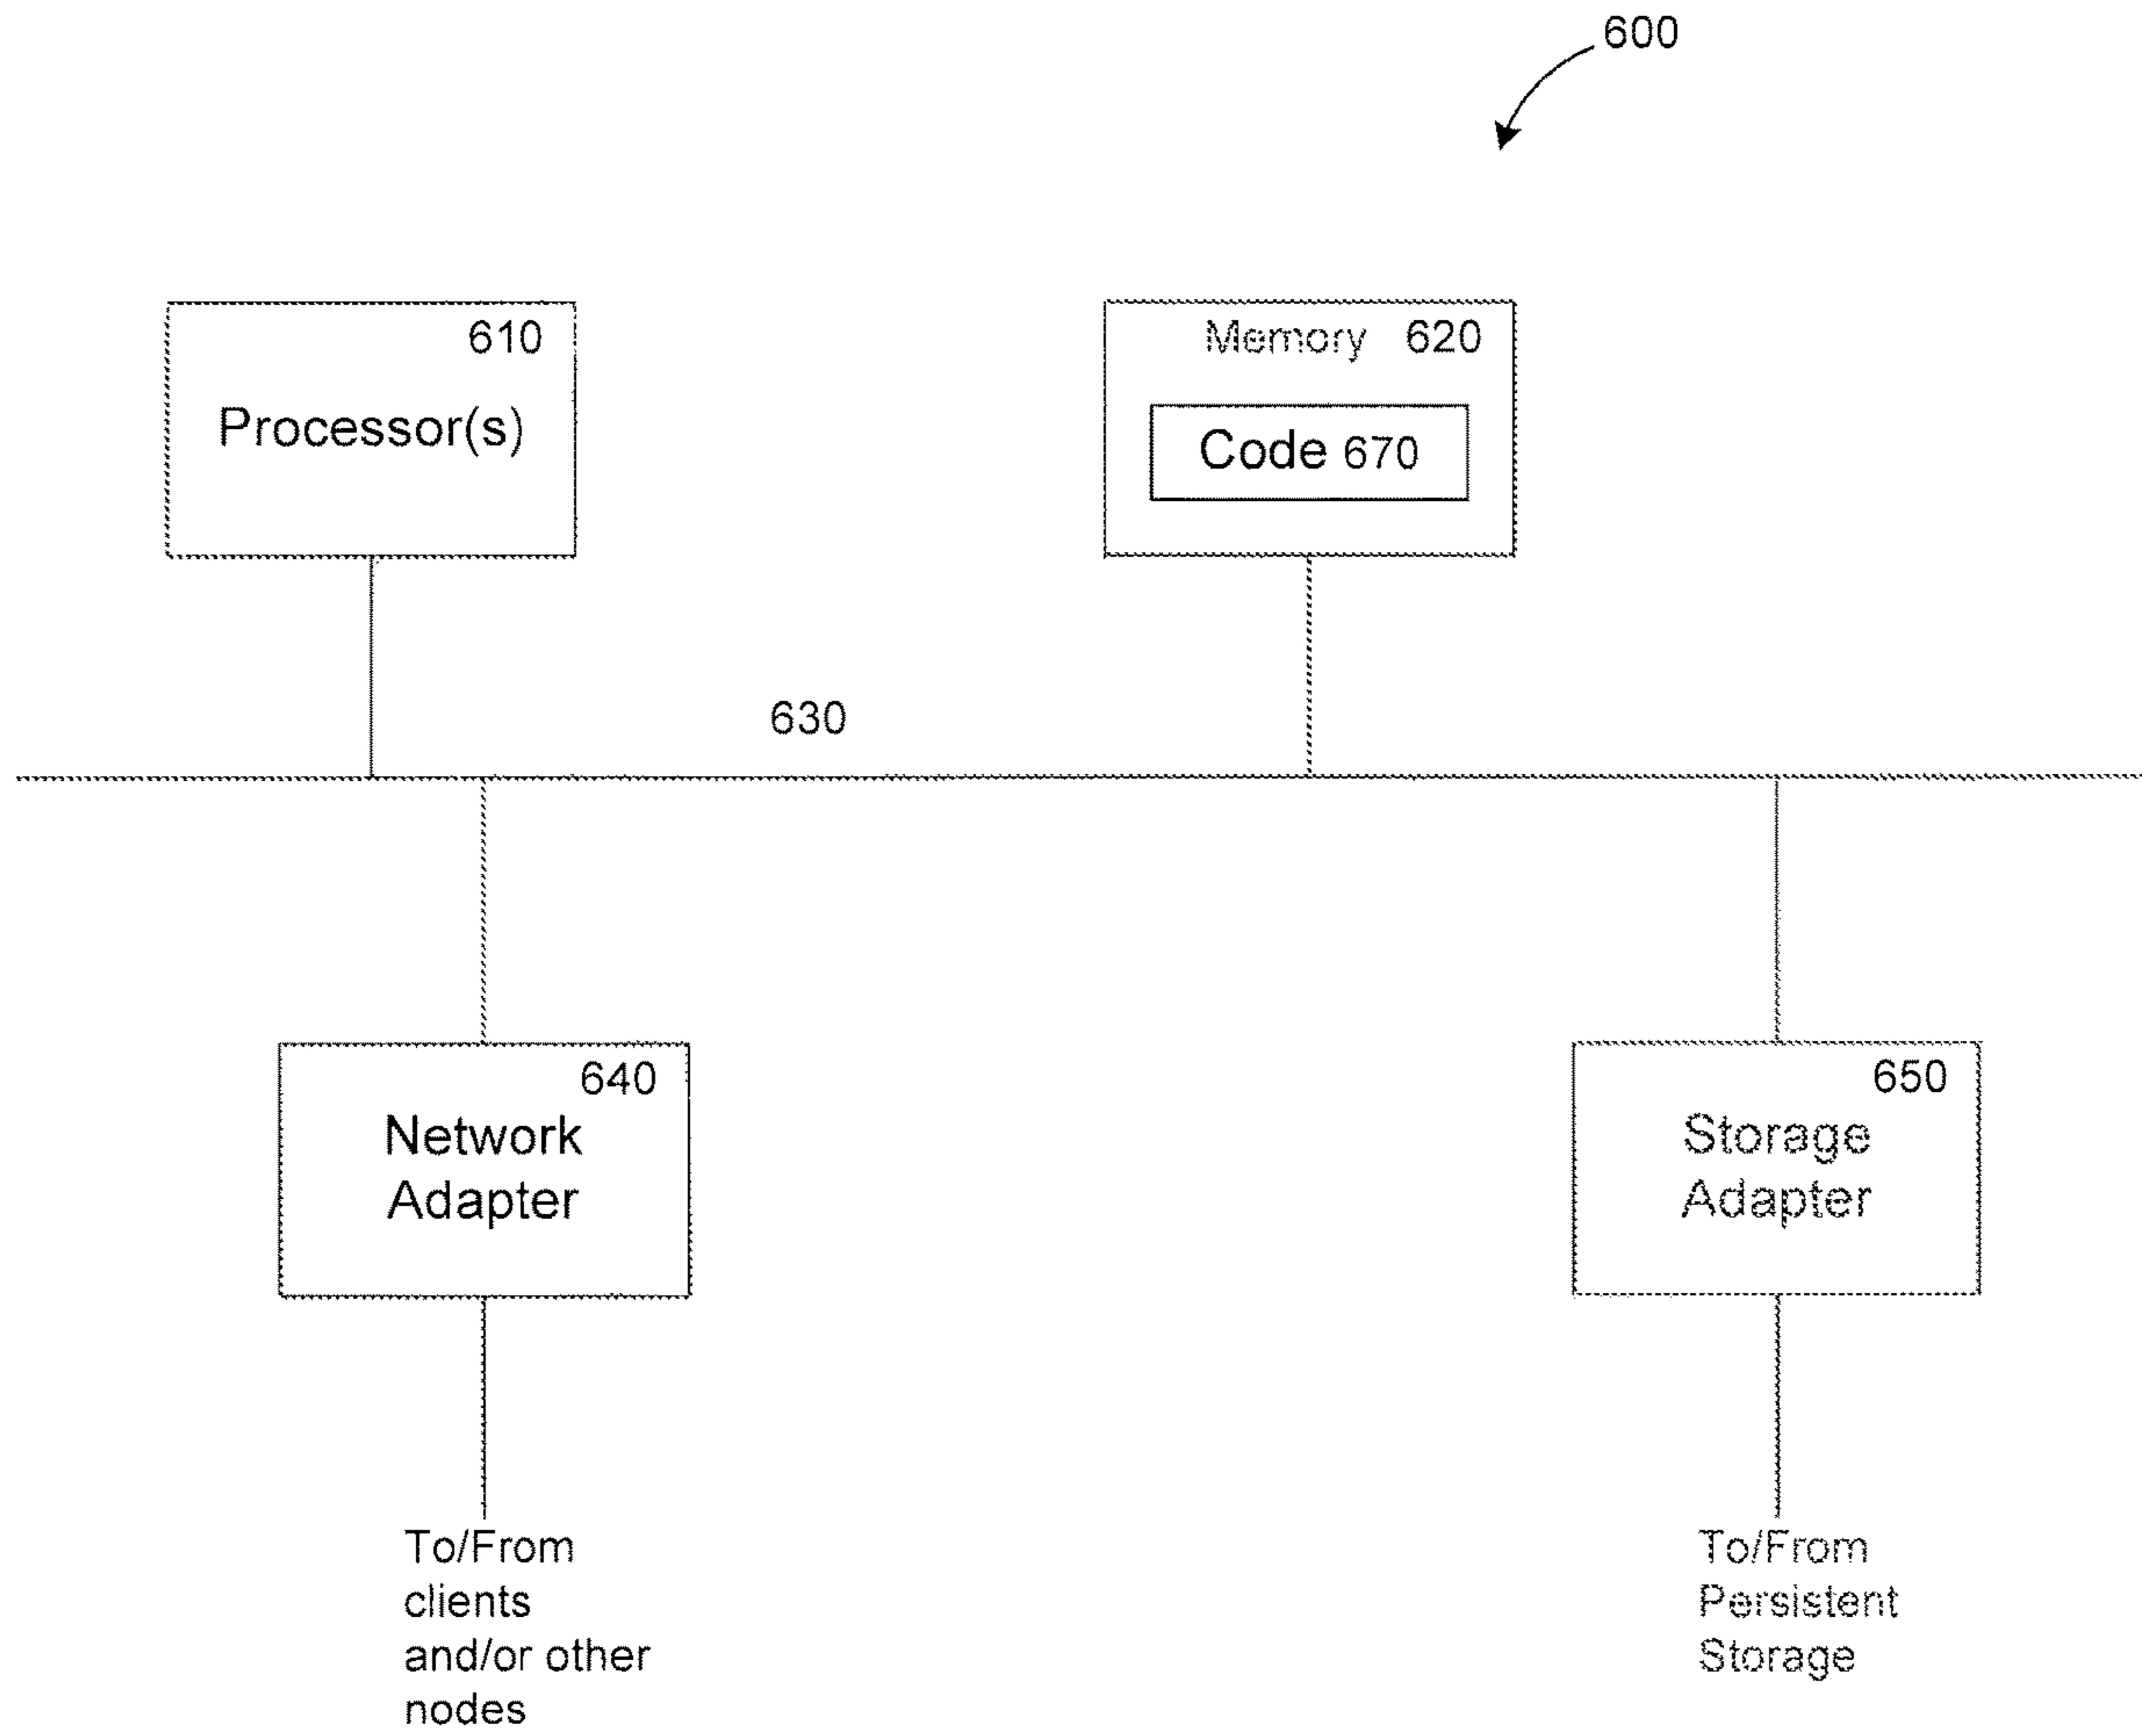 600
610
Processor(s)
Memory 620
Code 670
630
640
Network
Adapter
650
Storage
Adapter
To/From
clients
and/or other
nodes
To/From
Persistent
Storage